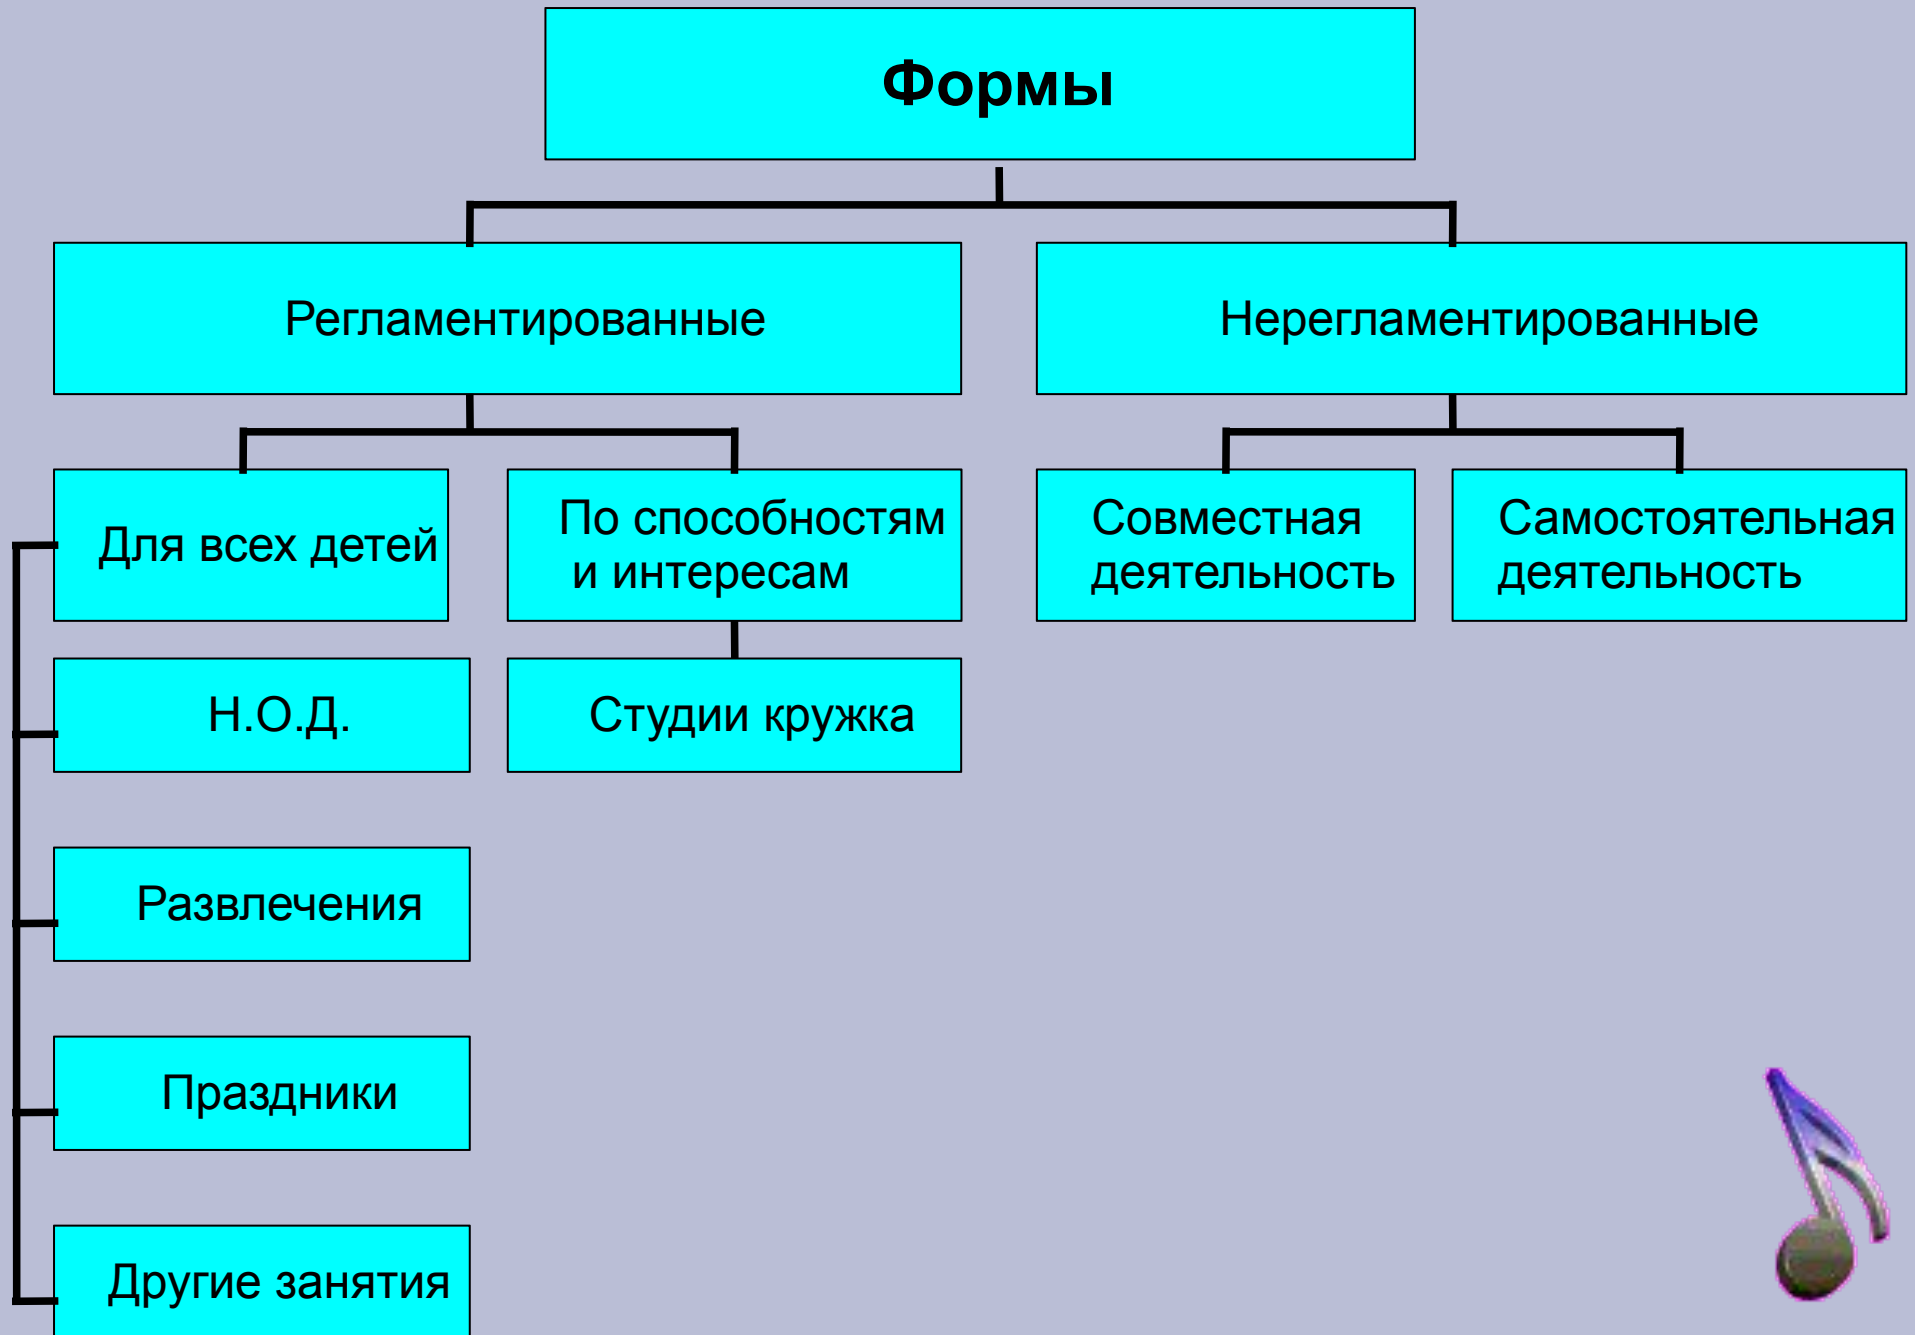 Формы
Регламентированные
Нерегламентированные
Для всех детей
По способностям
и интересам
Совместная
деятельность
Самостоятельная
деятельность
Н.О.Д.
Студии кружка
Развлечения
Праздники
Другие занятия